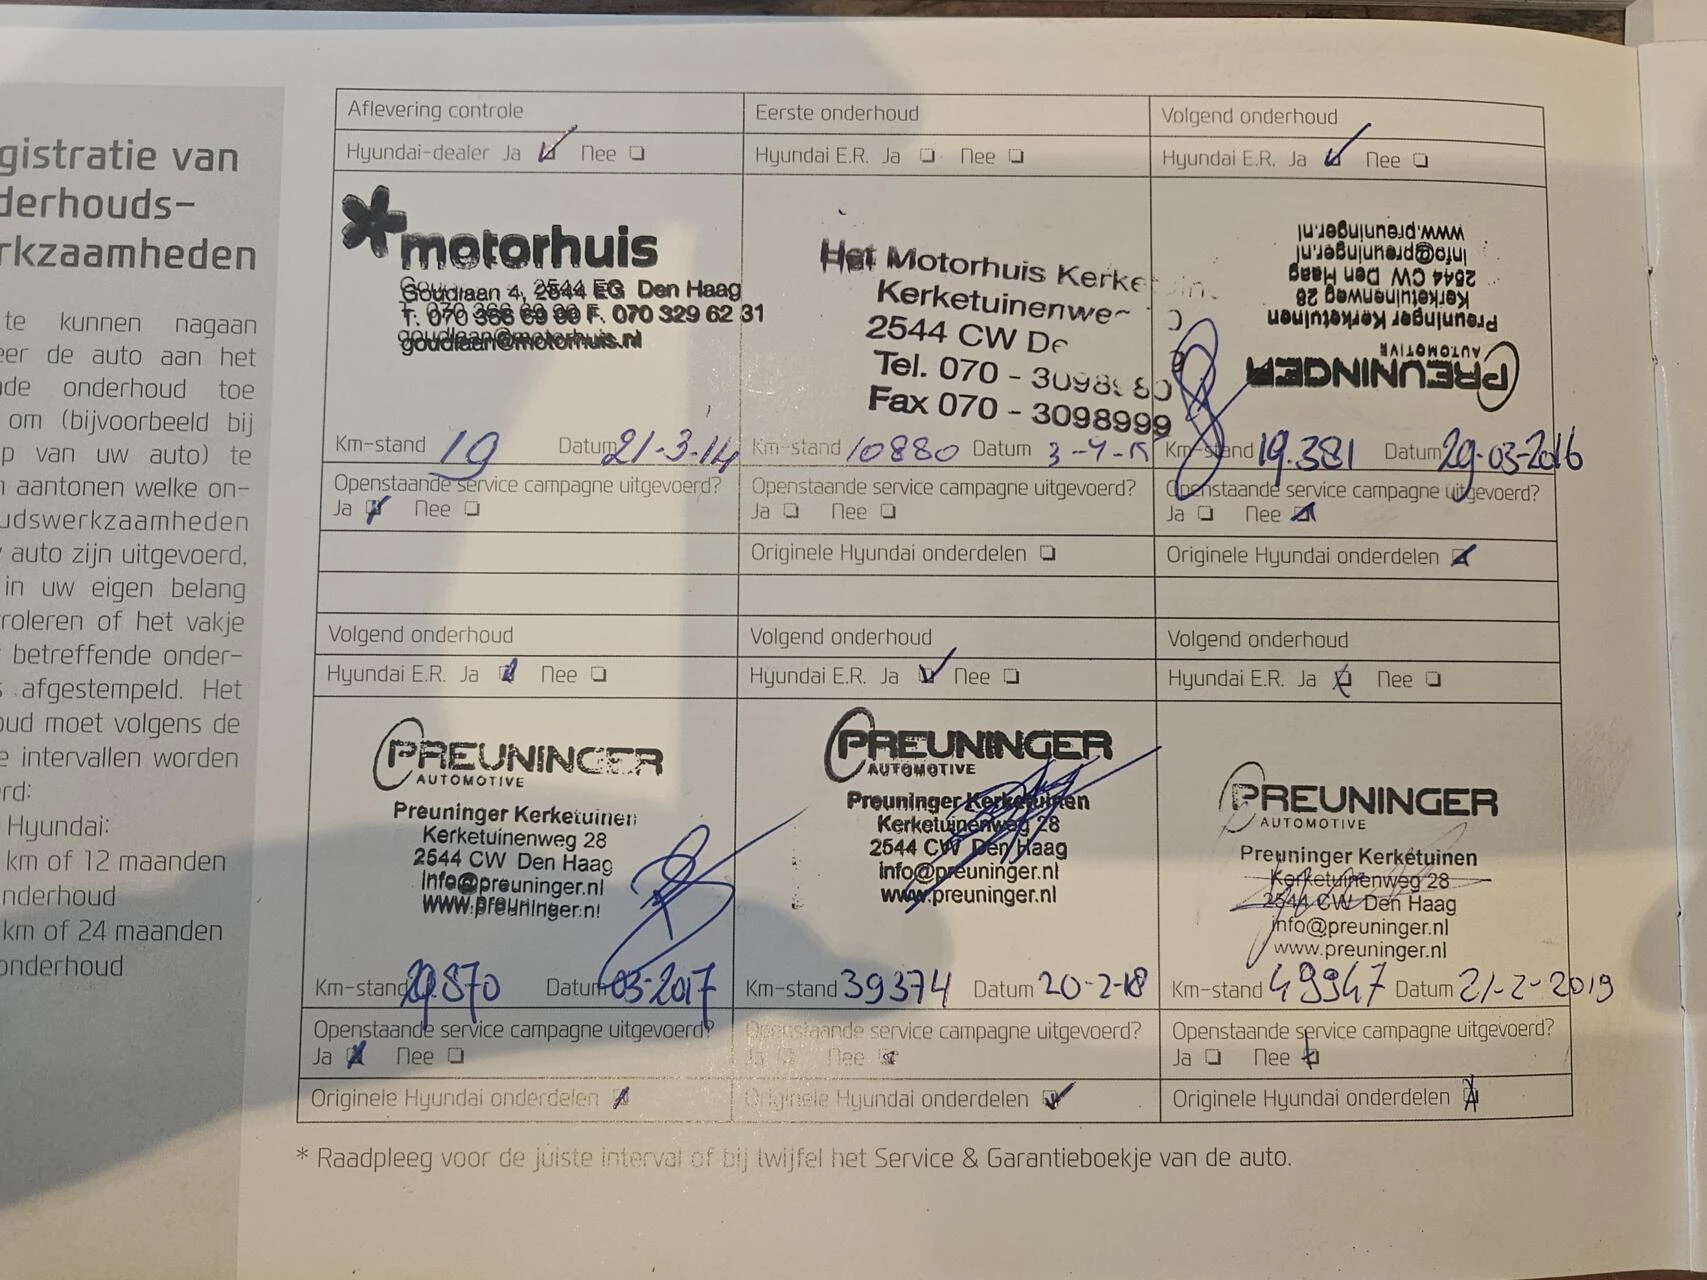 gistratie van
derhouds-
rkzaamheden
te kunnen nagaan
eer de auto aan het
de onderhoud toe
om (bijvoorbeeld bij
p van uw auto) te
aantonen welke on-
udswerkzaamheden
auto zijn uitgevoerd,
in uw eigen belang
roleren of het vakje
betreffende onder-
afgestempeld. Het
oud moet volgens de
e intervallen worden
rd:
Hyundai:
km of 12 maanden
nderhoud
km of 24 maanden
onderhoud
Aflevering controle
Hyundai-dealer Ja Nee
motorhuis
Goudlaan 4, 2544 EG Den Haag
T. 070 F. 070 329 62 31
goudlaan@motorhuis.nl
Km-stand 19 Datum 21-3-14
Openstaande service campagne uitgevoerd?
Ja Nee
Eerste onderhoud
Hyundai E.R. Ja Nee
Het Motorhuis Kerke
Kerketuinenwe
2544 CW De
Tel. 070 - 3098
Fax 070 - 3098999
Km-stand 10880 Datum 3-4-15
Openstaande service campagne uitgevoerd?
Ja Nee
Originele Hyundai onderdelen
Volgend onderhoud
Hyundai E.R. Ja Nee
PREUNINGER
AUTOMOTIVE
Preuninger Kerketuinen
Kerketuinenweg 28
2544 CW Den Haag
info@preuninger.nl
www.preuninger.nl
Km-stand 19.381 Datum 29-03-2016
Openstaande service campagne uitgevoerd?
Ja Nee
Originele Hyundai onderdelen
Volgend onderhoud
Hyundai E.R. Ja Nee
PREUNINGER
AUTOMOTIVE
Preuninger Kerketuinen
Kerketuinenweg 28
2544 CW Den Haag
info@preuninger.nl
www.preuninger.nl
Km-stand Datum 03-2017
Openstaande service campagne uitgevoerd?
Ja Nee
Originele Hyundai onderdelen
Volgend onderhoud
Hyundai E.R. Ja Nee
PREUNINGER
AUTOMOTIVE
Preuninger Kerketuinen
Kerketuinenweg 28
2544 CW Den Haag
info@preuninger.nl
www.preuninger.nl
Km-stand 39374 Datum 20-2-18
Openstaande service campagne uitgevoerd?
Ja Nee
Originele Hyundai onderdelen
Volgend onderhoud
Hyundai E.R. Ja Nee
PREUNINGER
AUTOMOTIVE
Preuninger Kerketuinen
Kerketuinenweg 28
2544 CW Den Haag
info@preuninger.nl
www.preuninger.nl
Km-stand 49947 Datum 21-2-2019
Openstaande service campagne uitgevoerd?
Ja Nee
Originele Hyundai onderdelen
* Raadpleeg voor de juiste interval of bij twijfel het Service & Garantieboekje van de auto.